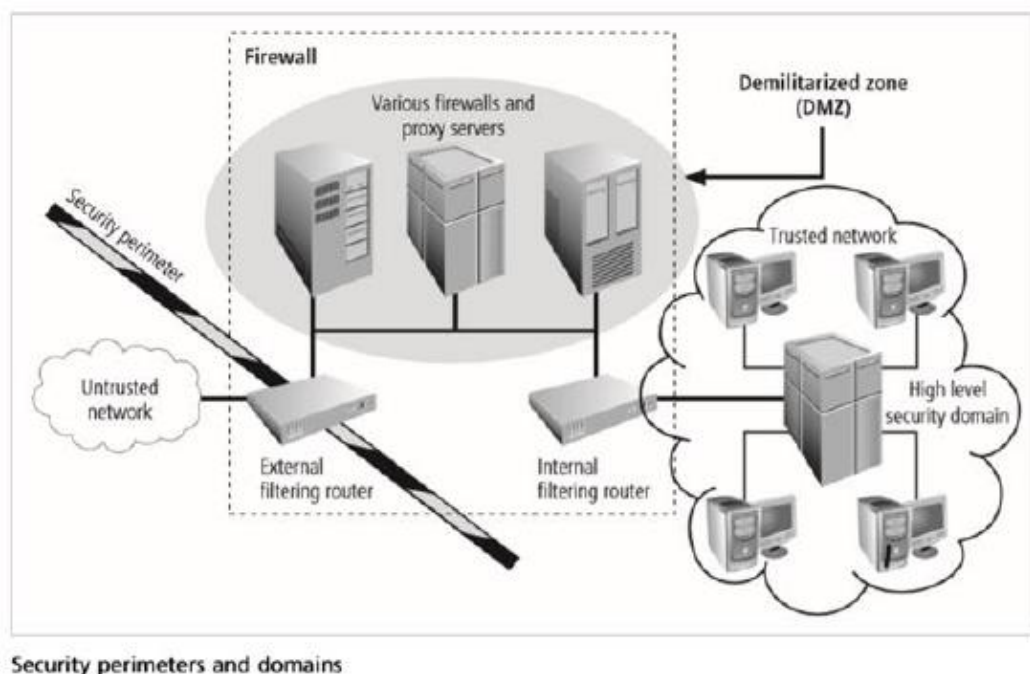 Firewall
Various firewalls and
proxy servers
Demilitarized zone
(DMZ)
Security perimeter
Trusted network
Untrusted
network
High level
security domain
External
filtering router
Internal
filtering router
Security perimeters and domains